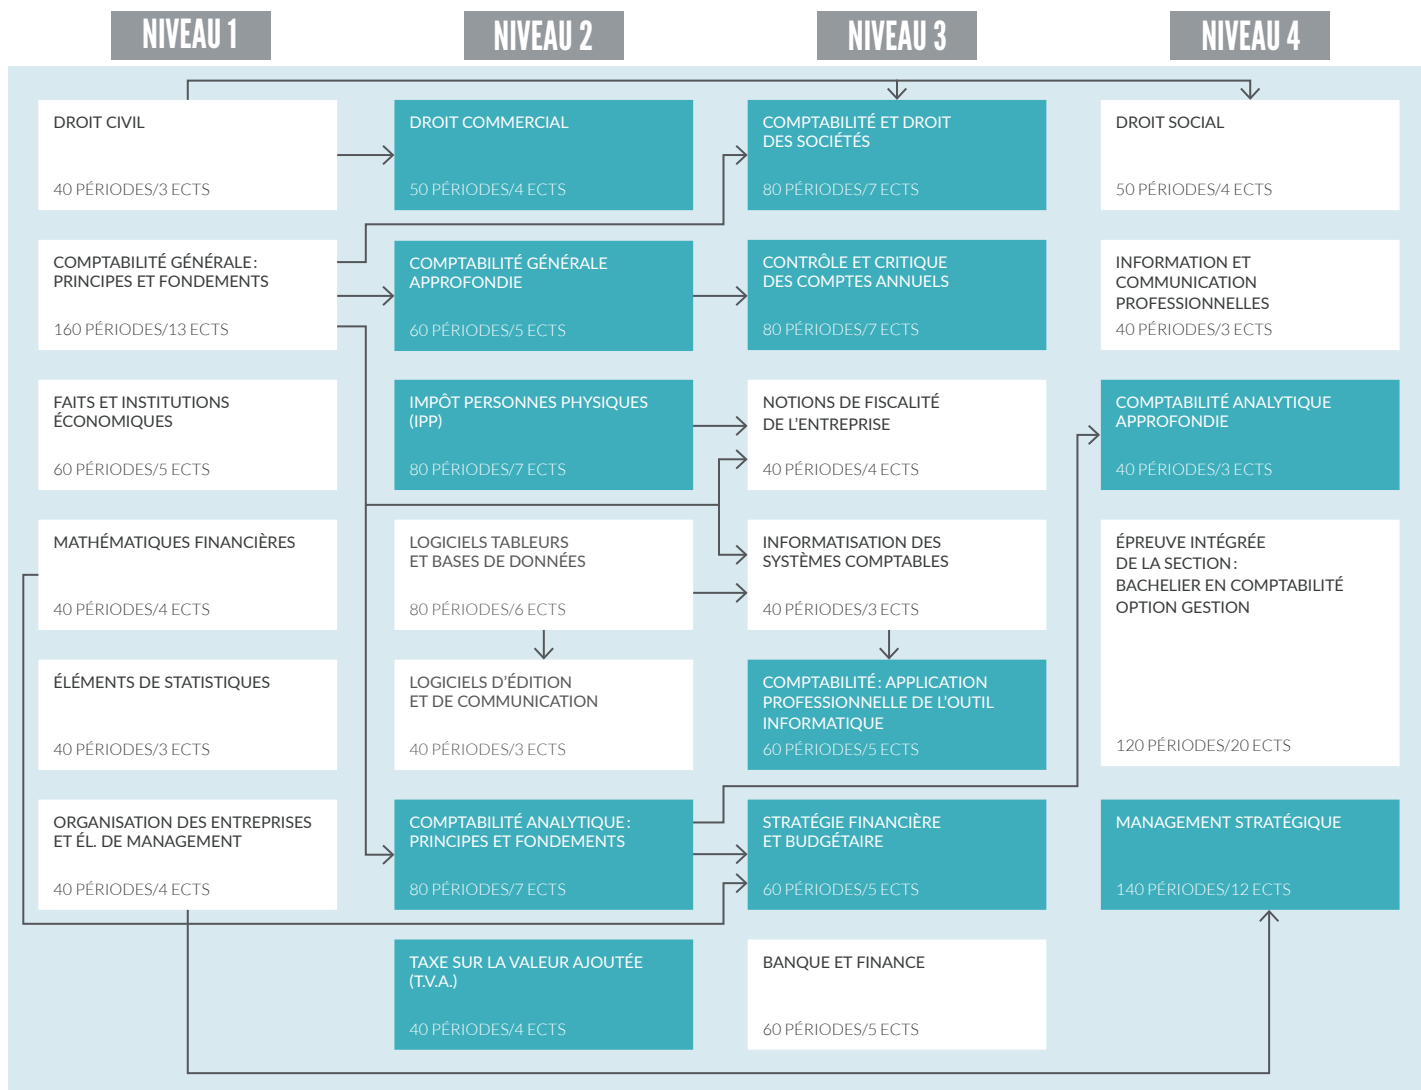 NIVEAU 1
NIVEAU 2
NIVEAU 3
NIVEAU 4
DROIT CIVIL
40 PÉRIODES/3 ECTS
COMPTABILITÉ GÉNÉRALE :
PRINCIPES ET FONDEMENTS
160 PÉRIODES/13 ECTS
FAITS ET INSTITUTIONS
ÉCONOMIQUES
60 PÉRIODES/5 ECTS
MATHÉMATIQUES FINANCIÈRES
40 PÉRIODES/4 ECTS
ÉLÉMENTS DE STATISTIQUES
40 PÉRIODES/3 ECTS
ORGANISATION DES ENTREPRISES
ET ÉL. DE MANAGEMENT
40 PÉRIODES/4 ECTS
DROIT COMMERCIAL
50 PÉRIODES/4 ECTS
COMPTABILITÉ GÉNÉRALE
APPROFONDIE
60 PÉRIODES/5 ECTS
IMPÔT PERSONNES PHYSIQUES
(IPP)
80 PÉRIODES/7 ECTS
LOGICIELS TABLEURS
ET BASES DE DONNÉES
80 PÉRIODES/6 ECTS
LOGICIELS D'ÉDITION
ET DE COMMUNICATION
40 PÉRIODES/3 ECTS
COMPTABILITÉ ANALYTIQUE :
PRINCIPES ET FONDEMENTS
80 PÉRIODES/7 ECTS
TAXE SUR LA VALEUR AJOUTÉE
(T.V.A.)
40 PÉRIODES/4 ECTS
COMPTABILITÉ ET DROIT
DES SOCIÉTÉS
80 PÉRIODES/7 ECTS
CONTRÔLE ET CRITIQUE
DES COMPTES ANNUELS
80 PÉRIODES/7 ECTS
NOTIONS DE FISCALITÉ
DE L'ENTREPRISE
40 PÉRIODES/4 ECTS
INFORMATISATION DES
SYSTÈMES COMPTABLES
40 PÉRIODES/3 ECTS
COMPTABILITÉ : APPLICATION
PROFESSIONNELLE DE L'OUTIL
INFORMATIQUE
60 PÉRIODES/5 ECTS
STRATÉGIE FINANCIÈRE
ET BUDGÉTAIRE
60 PÉRIODES/5 ECTS
BANQUE ET FINANCE
60 PÉRIODES/5 ECTS
DROIT SOCIAL
50 PÉRIODES/4 ECTS
INFORMATION ET
COMMUNICATION
PROFESSIONNELLES
40 PÉRIODES/3 ECTS
COMPTABILITÉ ANALYTIQUE
APPROFONDIE
40 PÉRIODES/3 ECTS
ÉPREUVE INTÉGRÉE
DE LA SECTION :
BACHELIER EN COMPTABILITÉ
OPTION GESTION
120 PÉRIODES/20 ECTS
MANAGEMENT STRATÉGIQUE
140 PÉRIODES/12 ECTS